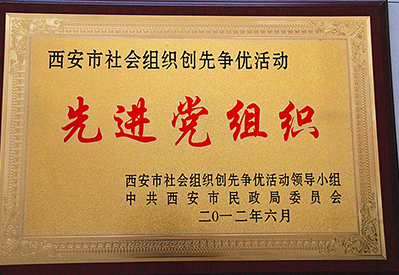 西安市社会组织创先争优活动
先进党组织
西安市社会组织创先争优活动领导小组
中共西安市民政局委员会
二0一二年六月